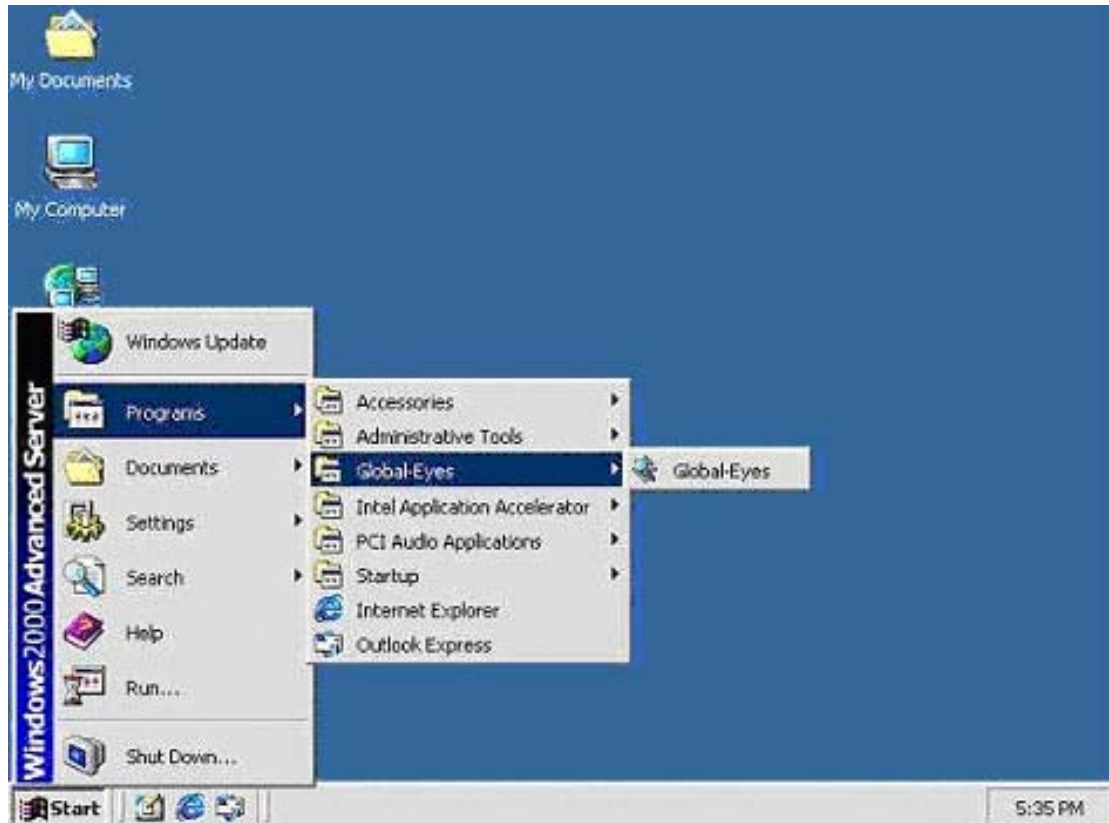 My Documents
My Computer
Windows2000 Advanced Server
Windows Update
Programs
Documents
Settings
Search
Help
Run...
Shut Down...
Accessories
Administrative Tools
Global-Eyes
Intel Application Accelerator
PCI Audio Applications
Startup
Internet Explorer
Outlook Express
Global-Eyes
Start
5:35 PM